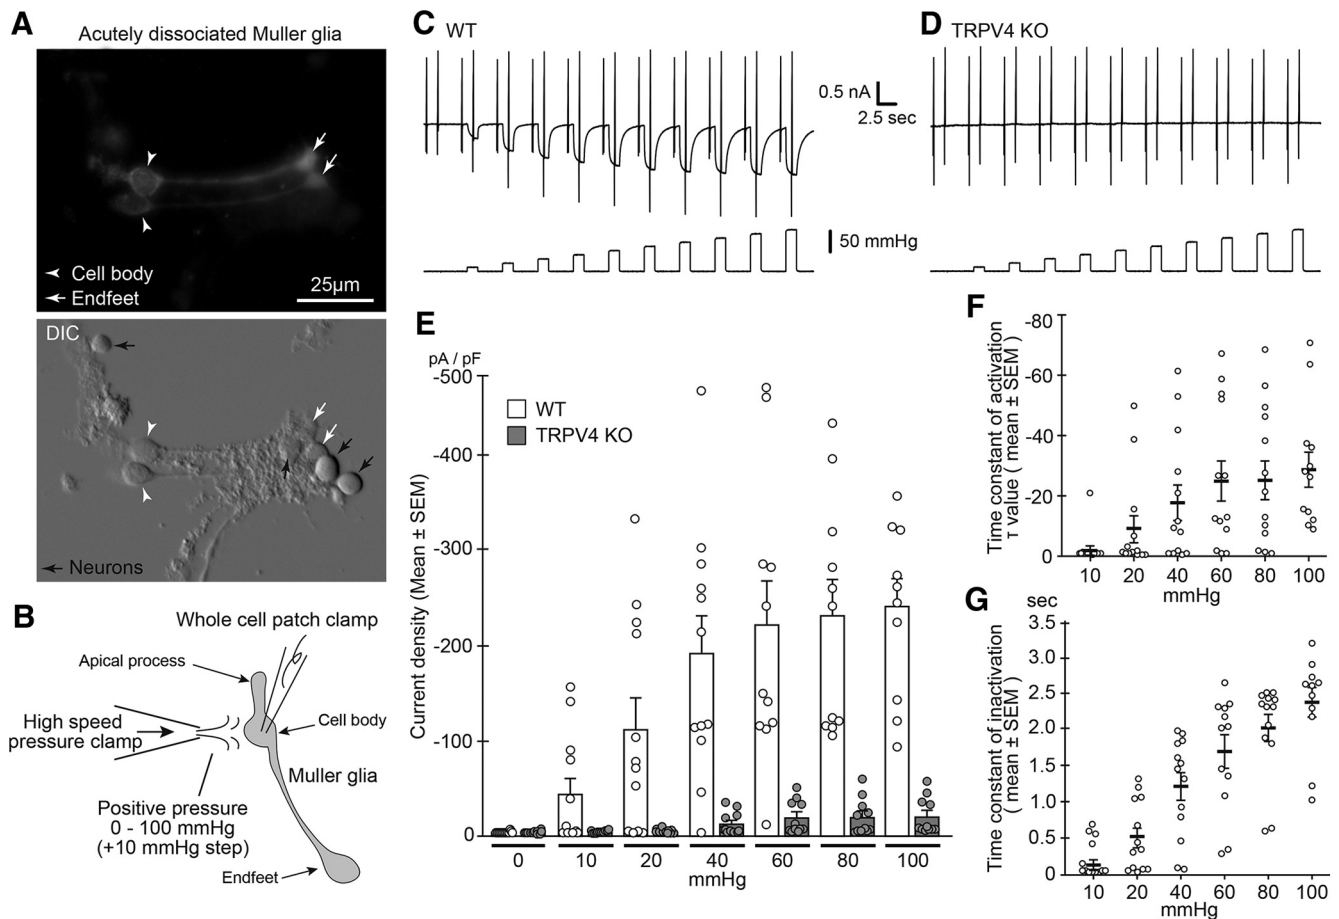 A
Acutely dissociated Muller glia
Cell body
Endfeet
25μm
DIC
Neurons
B
Whole cell patch clamp
Apical process
High speed
pressure clamp
Cell body
Muller glia
Positive pressure
0 - 100 mmHg
(+10 mmHg step)
Endfeet
C
WT
0.5 nA
2.5 sec
50 mmHg
D
TRPV4 KO
E
pA / pF
-500
-400
-300
-200
-100
0
Current density (Mean ± SEM)
WT
TRPV4 KO
0 10 20 40 60 80 100
mmHg
F
Time constant of activation
τ value ( mean ± SEM )
-80
-60
-40
-20
0
10 20 40 60 80 100
mmHg
G
sec
Time constant of inactivation
( mean ± SEM )
3.5
3.0
2.5
2.0
1.5
1.0
0.5
0
10 20 40 60 80 100
mmHg